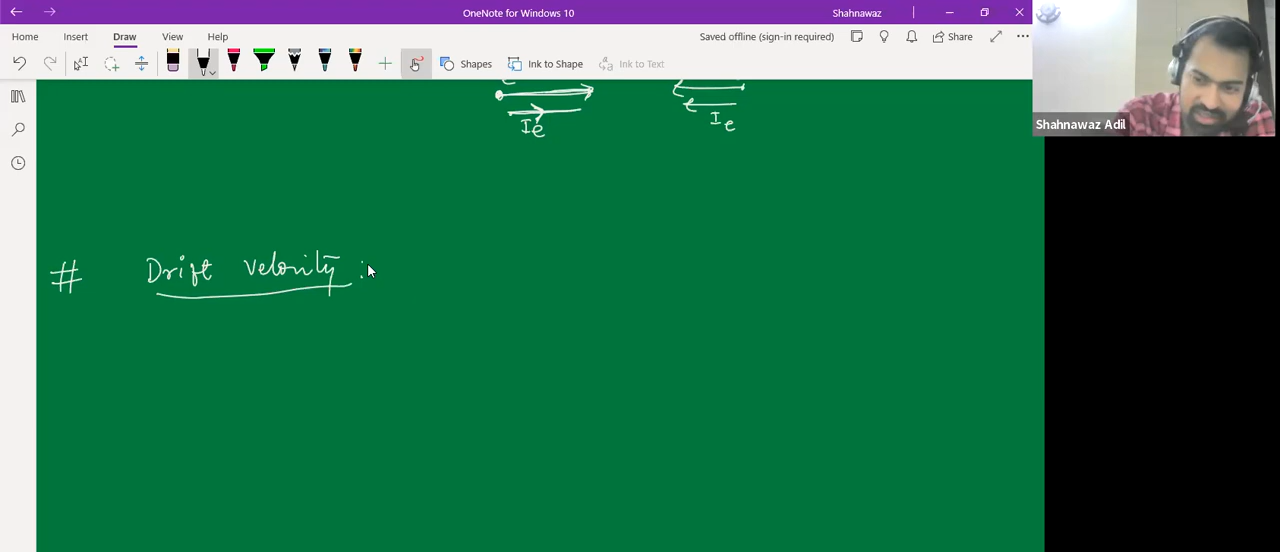 OneNote for Windows 10
Shahnawaz
Home Insert Draw View Help
Saved offline (sign-in required)
Share
Shapes
Ink to Shape
Ink to Text
Shahnawaz Adil
Ie
Ie
# Drift velocity :